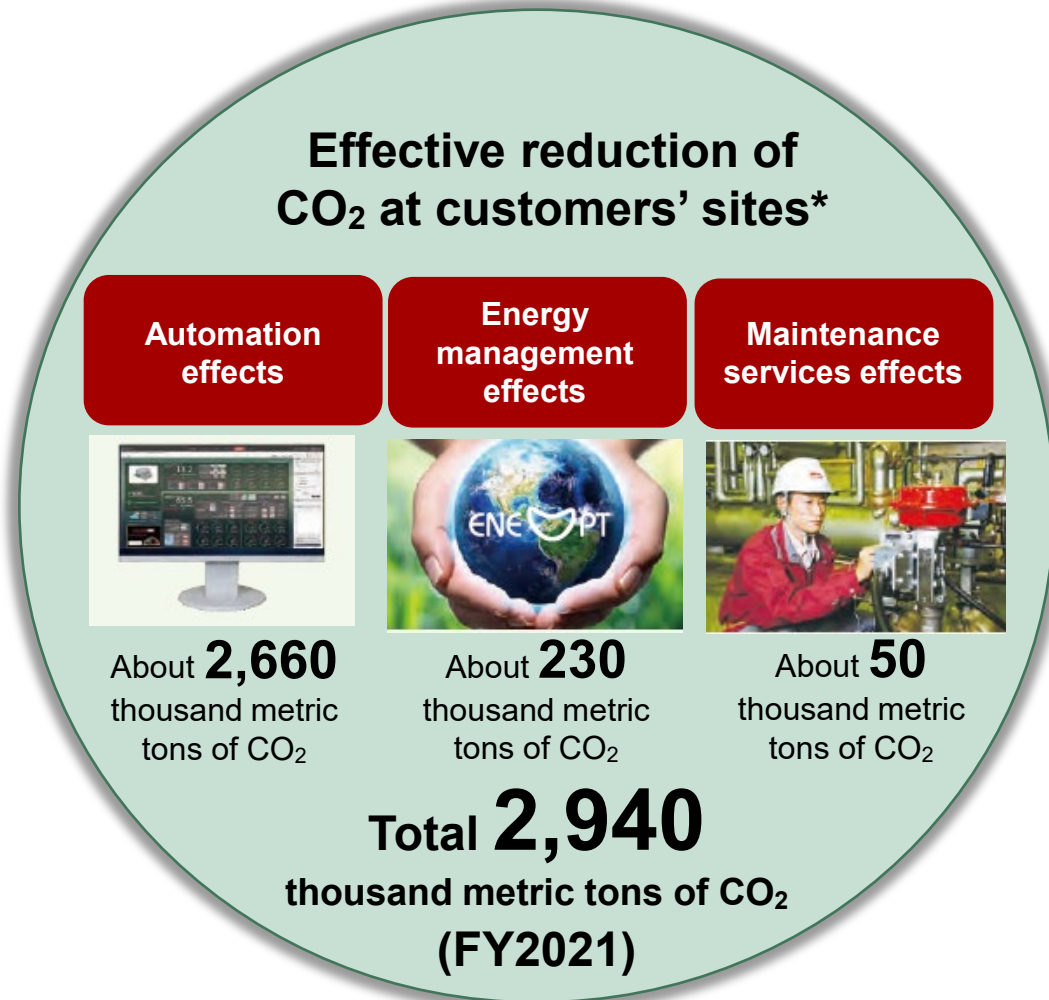 Effective reduction of
CO₂ at customers’ sites*
Automation
effects
Energy
management
effects
Maintenance
services effects
ENE PT
About 2,660
thousand metric
tons of CO₂
About 230
thousand metric
tons of CO₂
About 50
thousand metric
tons of CO₂
Total 2,940
thousand metric tons of CO₂
(FY2021)